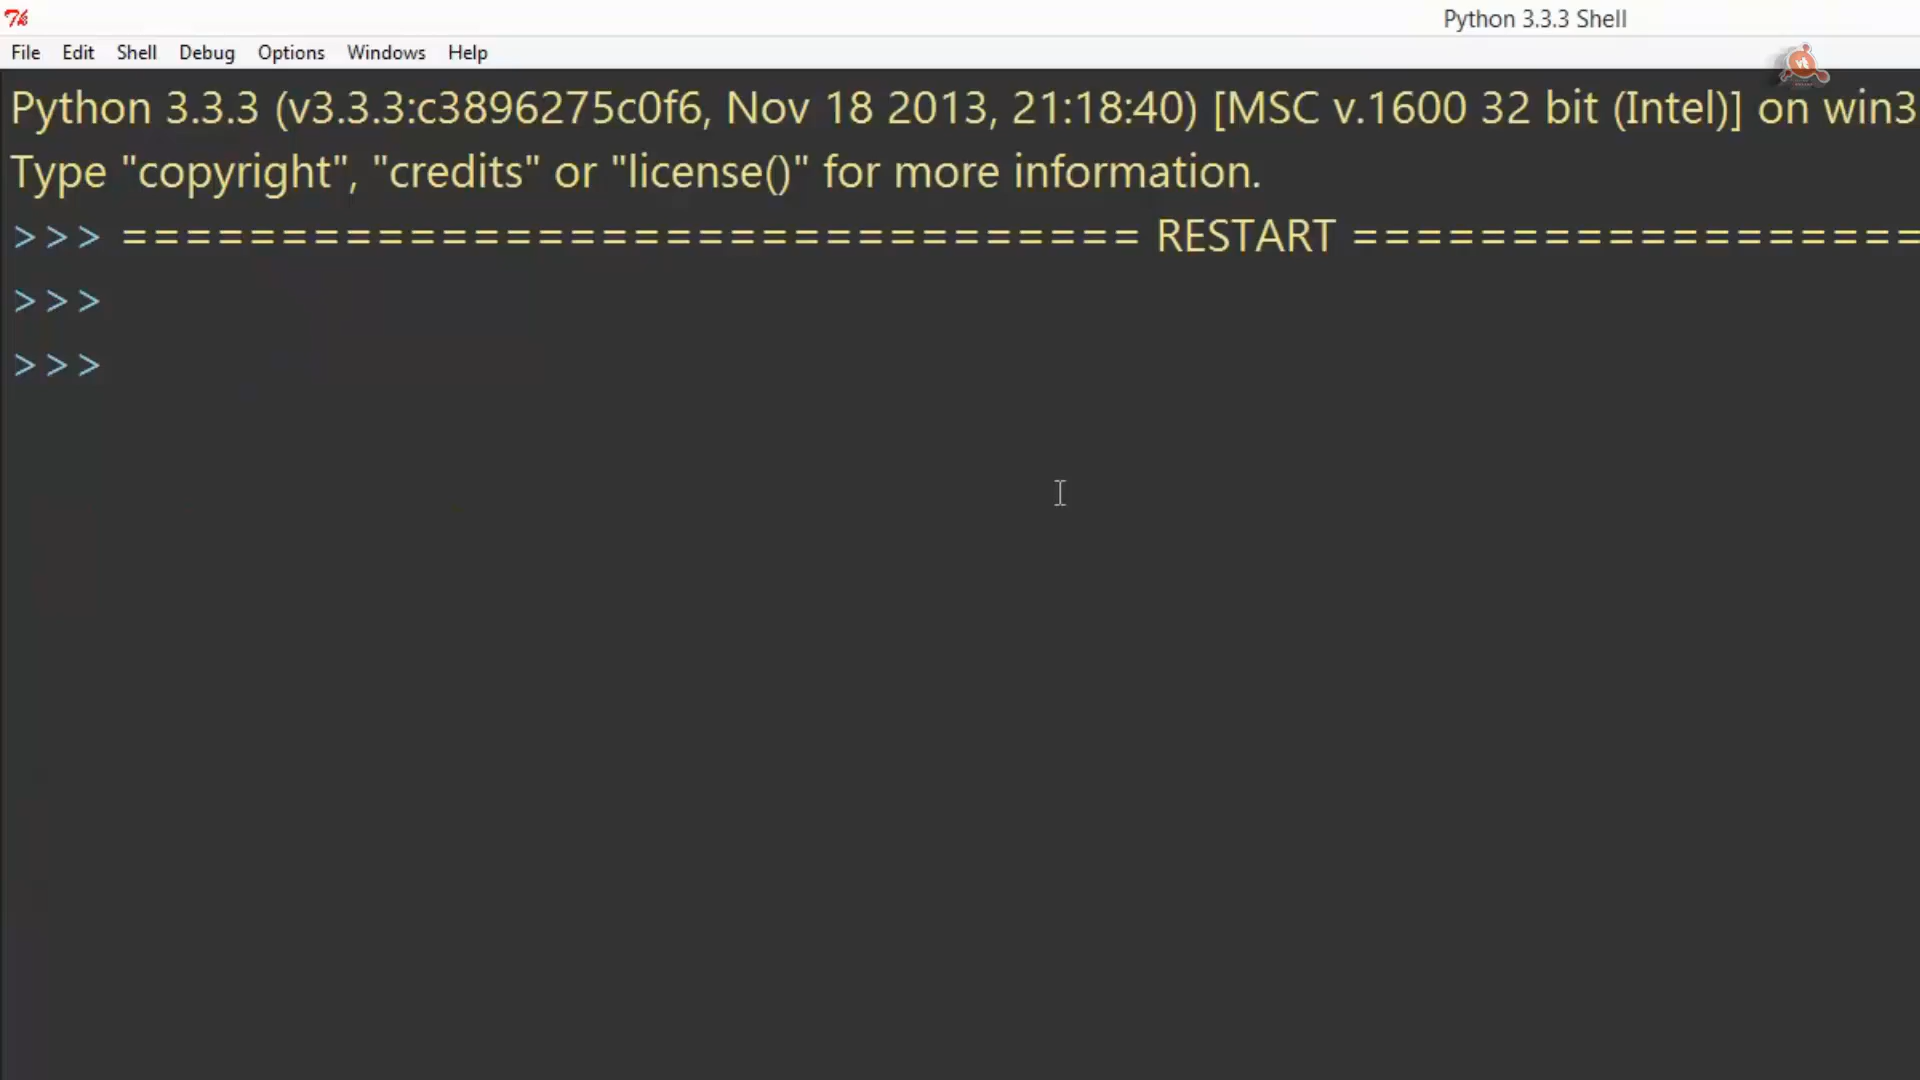 Python 3.3.3 Shell
File Edit Shell Debug Options Windows Help
Python 3.3.3 (v3.3.3:c3896275c0f6, Nov 18 2013, 21:18:40) [MSC v.1600 32 bit (Intel)] on win3
Type "copyright", "credits" or "license()" for more information.
>>> ================================ RESTART ==================
>>>
>>>